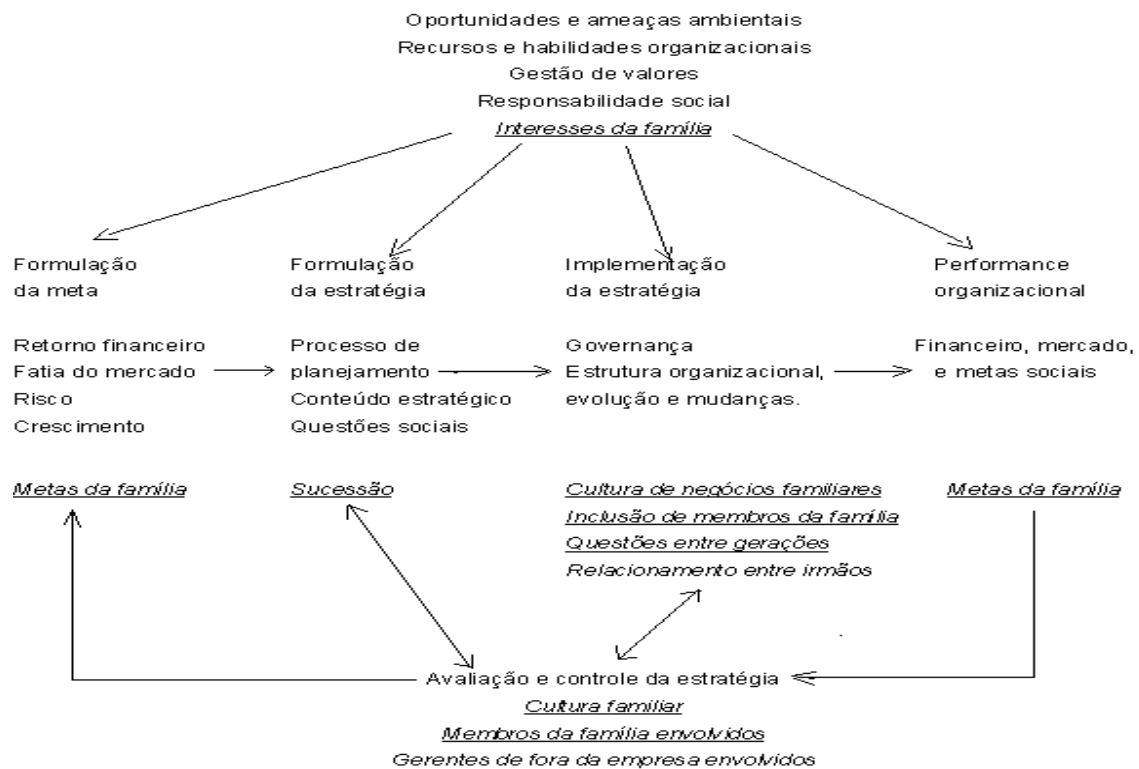 Oportunidades e ameaças ambientais
Recursos e habilidades organizacionais
Gestão de valores
Responsabilidade social
Interesses da família
Formulação
da meta
Formulação
da estratégia
Implementação
da estratégia
Performance
organizacional
Retorno financeiro
Fatia do mercado
Risco
Crescimento
Processo de
planejamento
Conteúdo estratégico
Questões sociais
Governança
Estrutura organizacional,
evolução e mudanças.
Financeiro, mercado,
e metas sociais
Metas da família
Sucessão
Cultura de negócios familiares
Inclusão de membros da família
Questões entre gerações
Relacionamento entre irmãos
Metas da família
Avaliação e controle da estratégia
Cultura familiar
Membros da família envolvidos
Gerentes de fora da empresa envolvidos